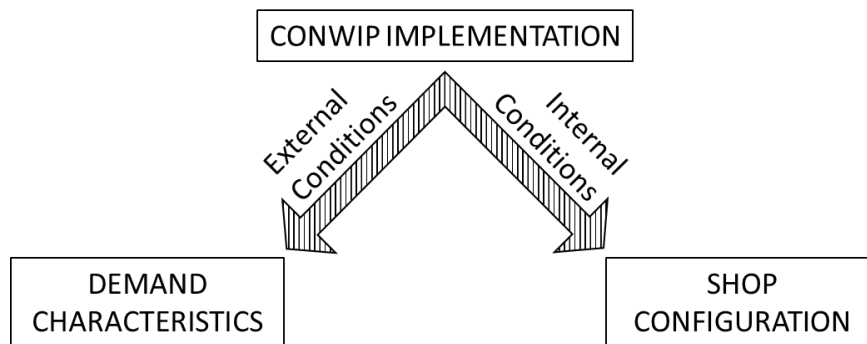 CONWIP IMPLEMENTATION
External
Conditions
Internal
Conditions
DEMAND
CHARACTERISTICS
SHOP
CONFIGURATION